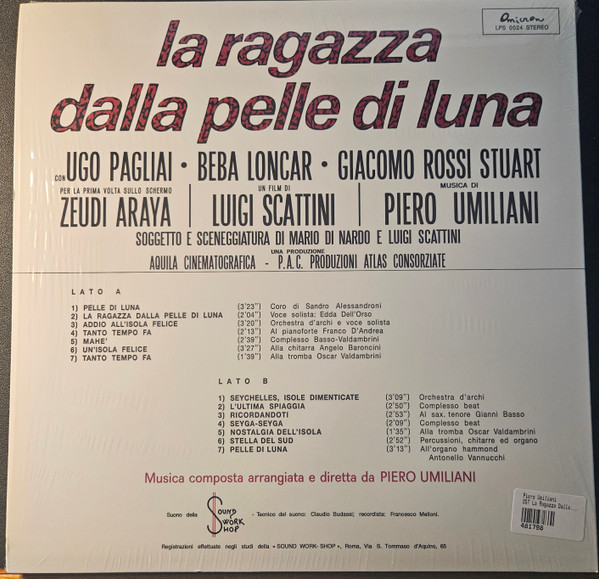 Omicron
LPS 0024 STEREO
la ragazza
dalla pelle di luna
con UGO PAGLIAI • BEBA LONCAR • GIACOMO ROSSI STUART
PER LA PRIMA VOLTA SULLO SCHERMO
ZEUDI ARAYA
UN FILM DI
LUIGI SCATTINI
MUSICA DI
PIERO UMILIANI
SOGGETTO E SCENEGGIATURA DI MARIO DI NARDO E LUIGI SCATTINI
UNA PRODUZIONE
AQUILA CINEMATOGRAFICA - P.A.C. PRODUZIONI ATLAS CONSORZIATE
LATO A
1) PELLE DI LUNA (3'23") Coro di Sandro Alessandroni
2) LA RAGAZZA DALLA PELLE DI LUNA (2'04") Voce solista: Edda Dell'Orso
3) ADDIO ALL'ISOLA FELICE (3'20") Orchestra d'archi e voce solista
4) TANTO TEMPO FA (2'13") Al pianoforte Franco D'Andrea
5) MAHE' (2'39") Complesso Basso-Valdambrini
6) UN'ISOLA FELICE (3'27") Alla chitarra Angelo Baroncini
7) TANTO TEMPO FA (1'39") Alla tromba Oscar Valdambrini
LATO B
1) SEYCHELLES, ISOLE DIMENTICATE (3'09") Orchestra d'archi
2) L'ULTIMA SPIAGGIA (2'50") Complesso beat
3) RICORDANDOTI (2'53") Al sax. tenore Gianni Basso
4) SEYGA-SEYGA (2'09") Complesso beat
5) NOSTALGIA DELL'ISOLA (1'35") Alla tromba Oscar Valdambrini
6) STELLA DEL SUD (2'52") Percussioni, chitarre ed organo
7) PELLE DI LUNA (3'13") All'organo hammond
Antonello Vannucchi
Musica composta arrangiata e diretta da PIERO UMILIANI
Suono della
SOUND
WORK
SHOP
- Tecnico del suono: Claudio Budassi; recordista: Francesco Melloni.
Registrazioni effettuate negli studi della «SOUND WORK-SHOP», Roma, Via S. Tommaso d'Aquino, 85
Piero Umiliani
OST La Ragazza Dalla...
481798